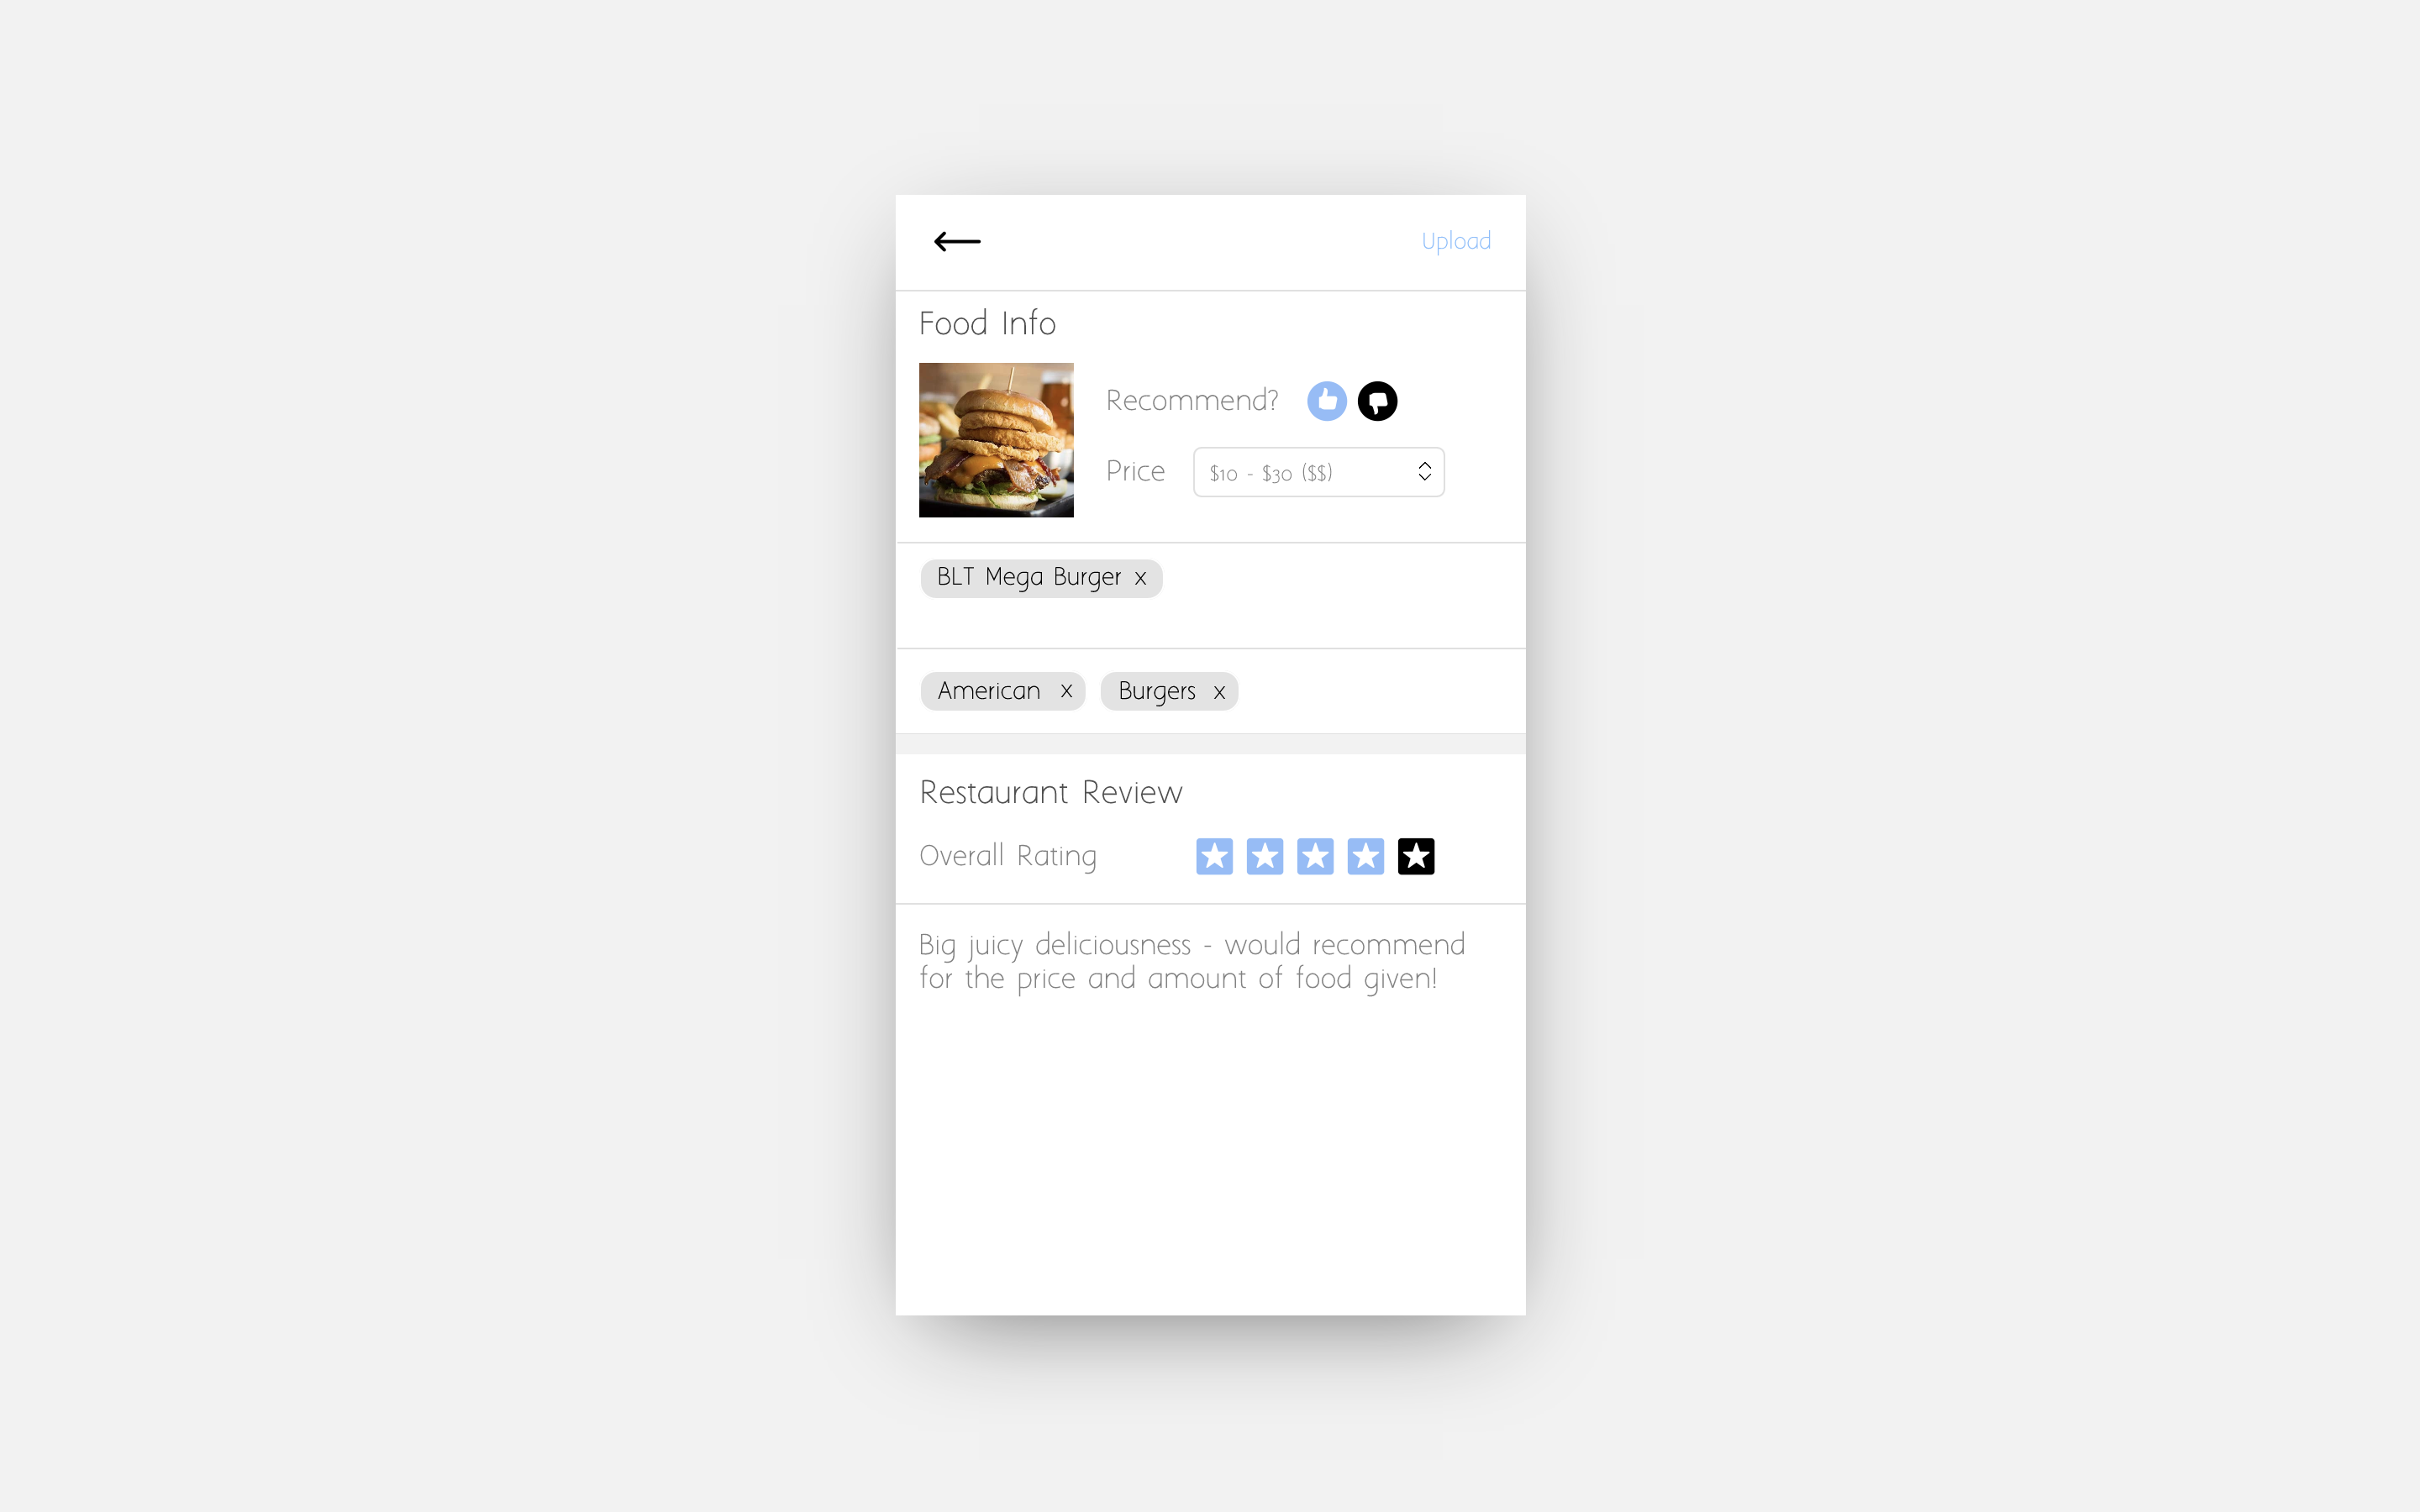 Upload
Food Info
Recommend?
Price $10 - $30 ($$)
BLT Mega Burger x
American x Burgers x
Restaurant Review
Overall Rating
Big juicy deliciousness - would recommend
for the price and amount of food given!